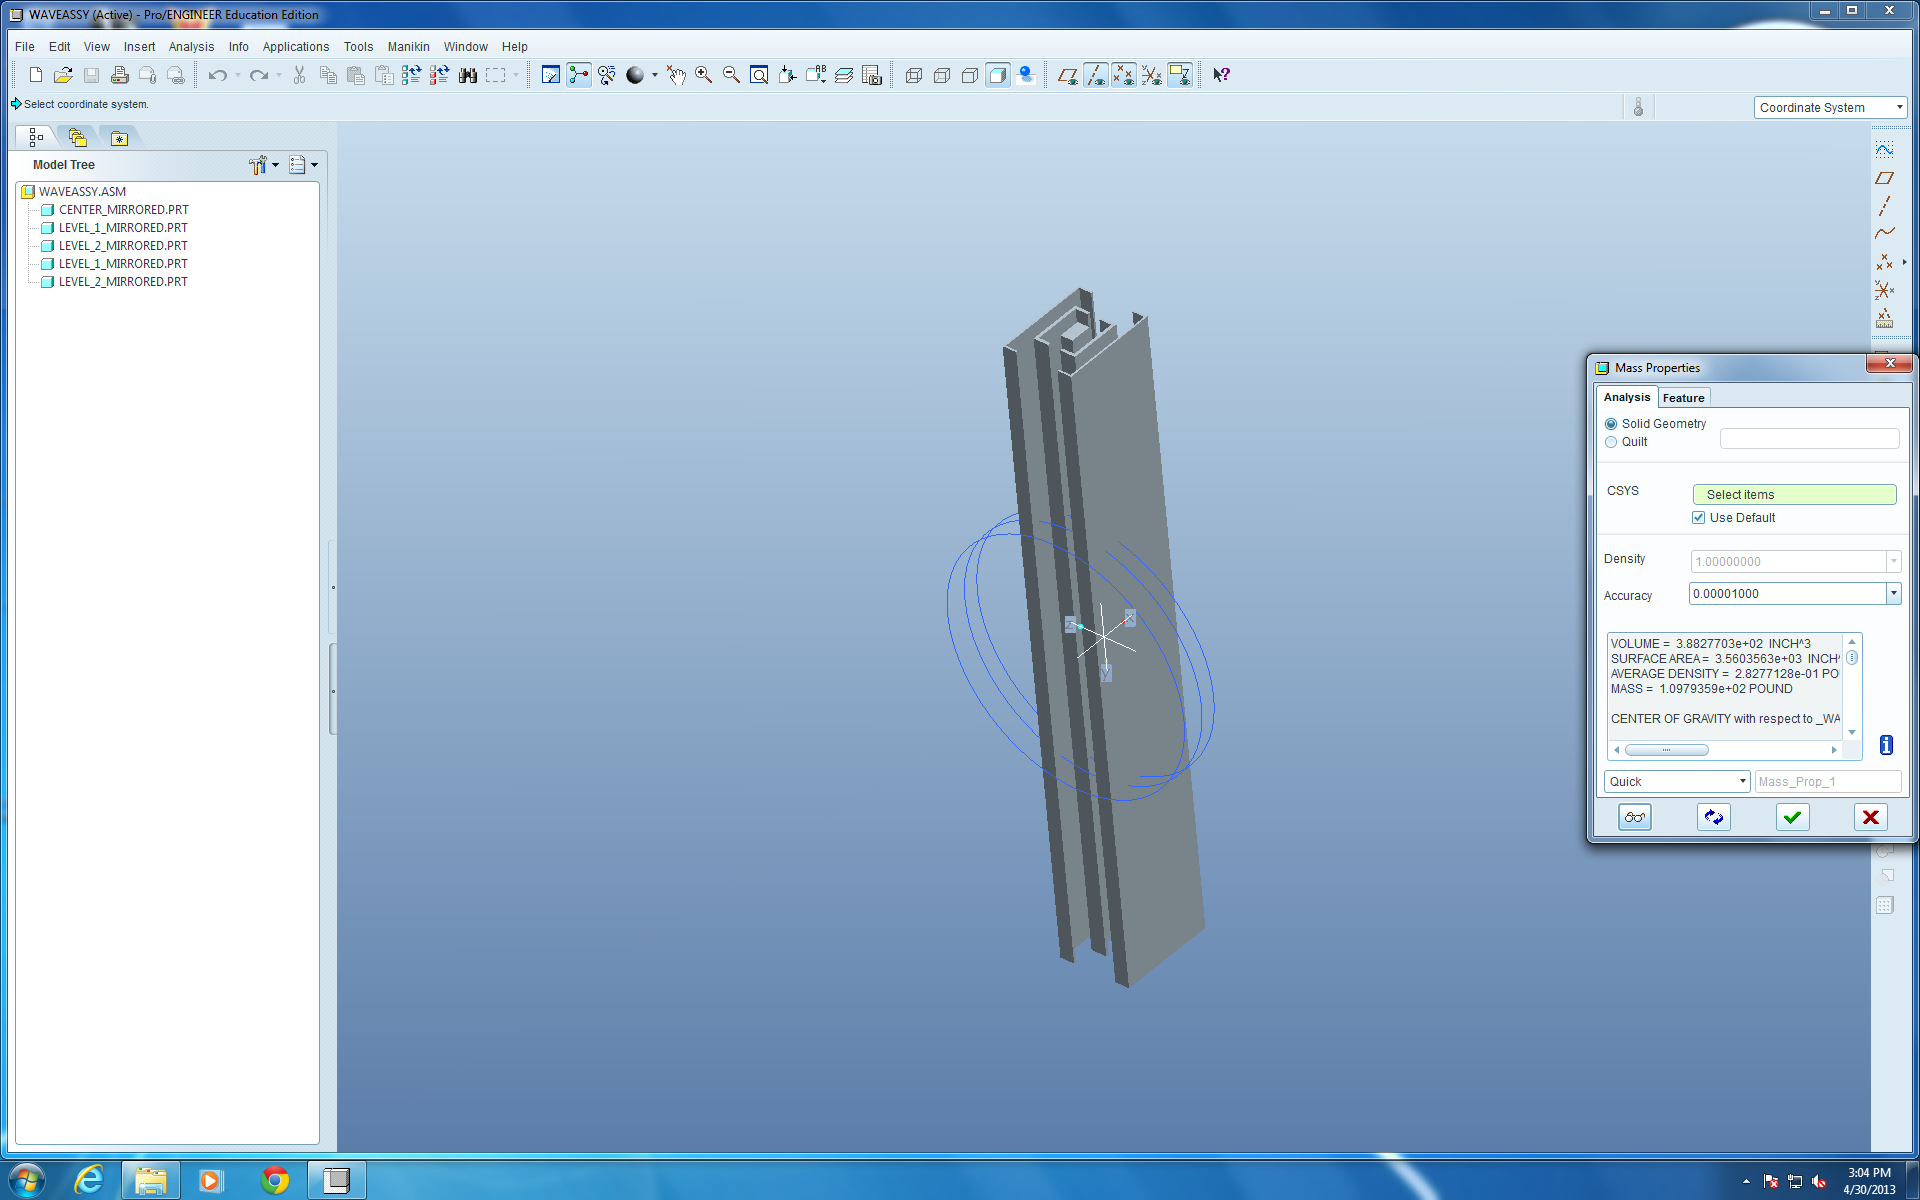 WAVEASSY (Active) - Pro/ENGINEER Education Edition
File Edit View Insert Analysis Info Applications Tools Manikin Window Help
Select coordinate system.
Coordinate System
Model Tree
WAVEASSY.ASM
CENTER_MIRRORED.PRT
LEVEL_1_MIRRORED.PRT
LEVEL_2_MIRRORED.PRT
LEVEL_1_MIRRORED.PRT
LEVEL_2_MIRRORED.PRT
Z
X
Y
Mass Properties
Analysis Feature
Solid Geometry
Quilt
CSYS
Select items
Use Default
Density
1.00000000
Accuracy
0.00001000
VOLUME = 3.8827703e+02 INCH^3
SURFACE AREA = 3.5603563e+03 INCH^
AVERAGE DENSITY = 2.8277128e-01 PO
MASS = 1.0979359e+02 POUND
CENTER OF GRAVITY with respect to _WA
Quick
Mass_Prop_1
3:04 PM
4/30/2013